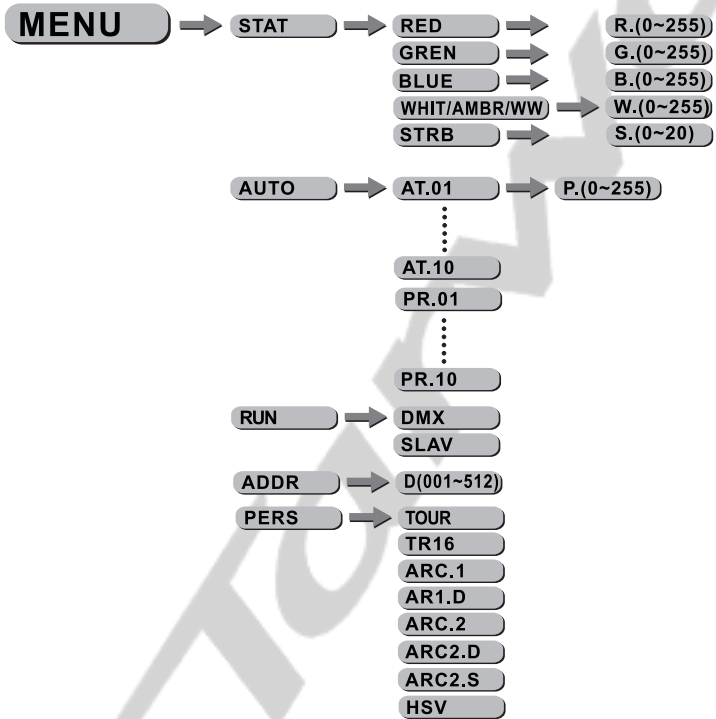 MENU STAT RED R.(0~255)
GREN G.(0~255)
BLUE B.(0~255)
WHIT/AMBR/WW W.(0~255)
STRB S.(0~20)
AUTO AT.01 P.(0~255)
AT.10
PR.01
PR.10
RUN DMX
SLAV
ADDR D(001~512)
PERS TOUR
TR16
ARC.1
AR1.D
ARC.2
ARC2.D
ARC2.S
HSV